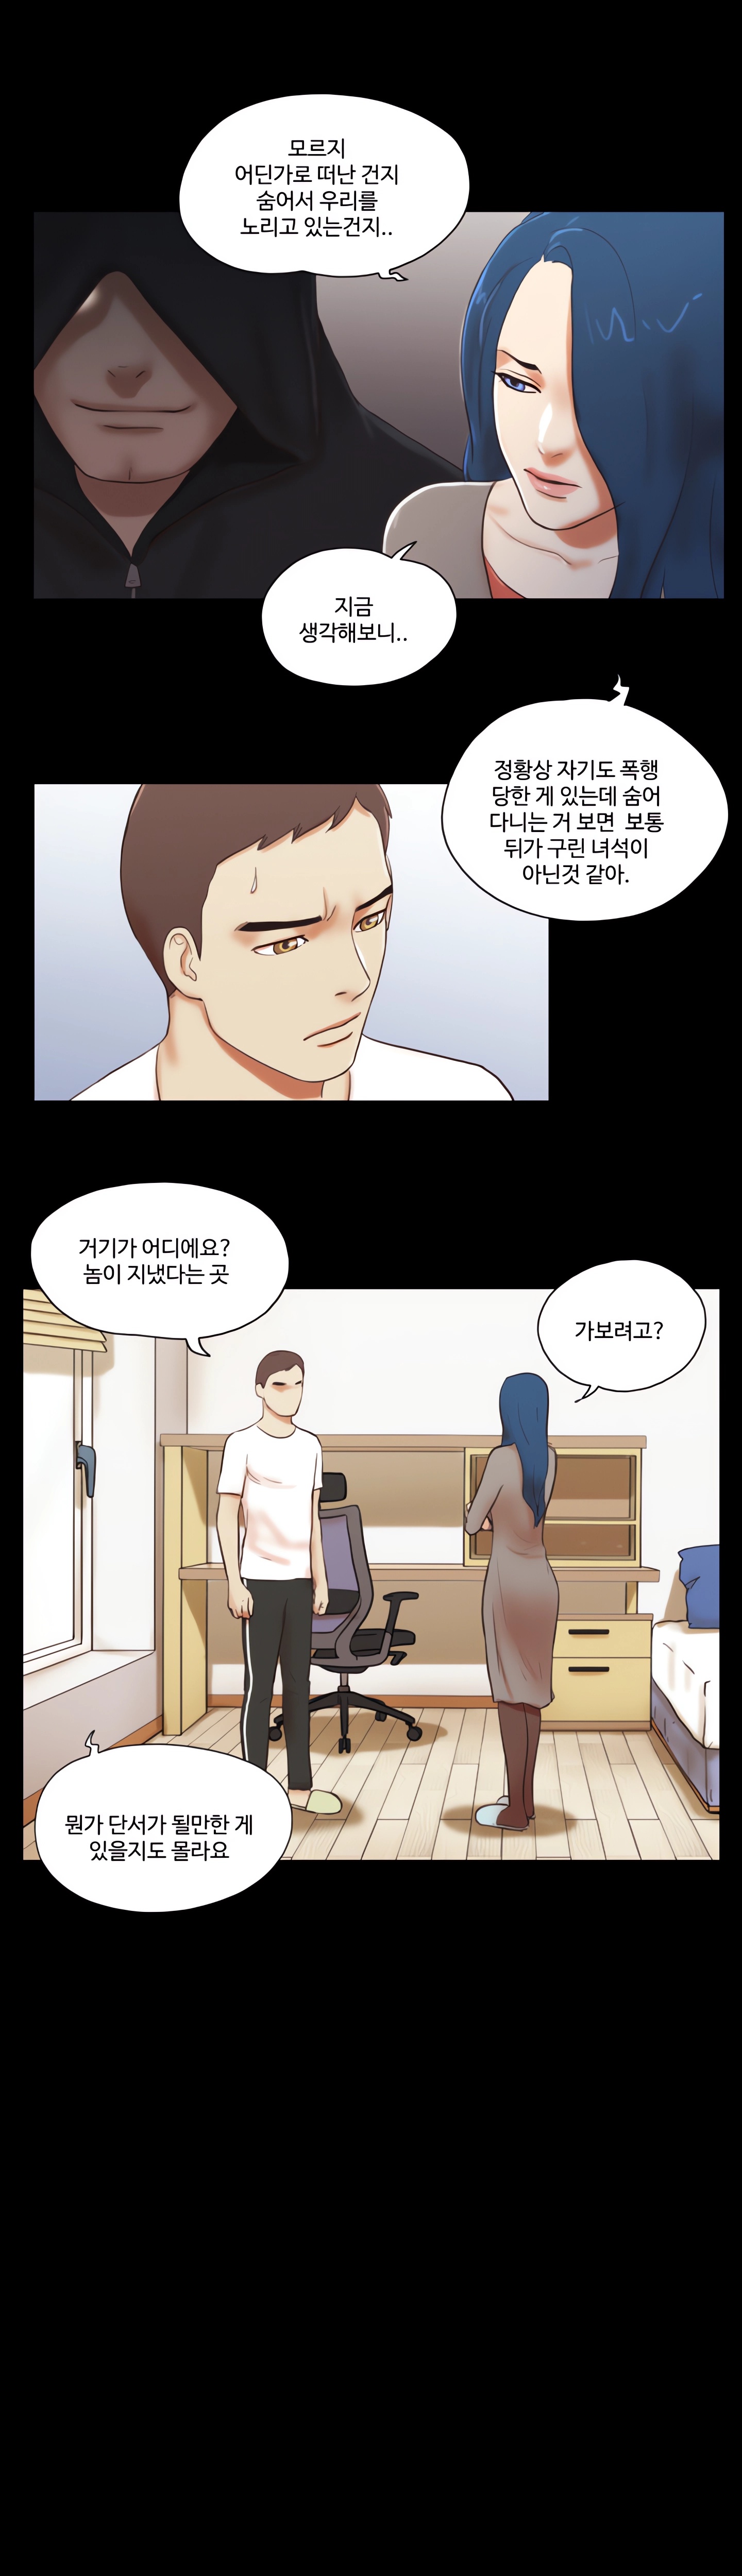 모르지
어딘가로 떠난 건지
숨어서 우리를
노리고 있는건지..
지금
생각해보니..
정황상 자기도 폭행
당한 게 있는데 숨어
다니는 거 보면 보통
뒤가 구린 녀석이
아닌것 같아.
거기가 어디에요?
놈이 지냈다는 곳
가보려고?
뭔가 단서가 될만한 게
있을지도 몰라요